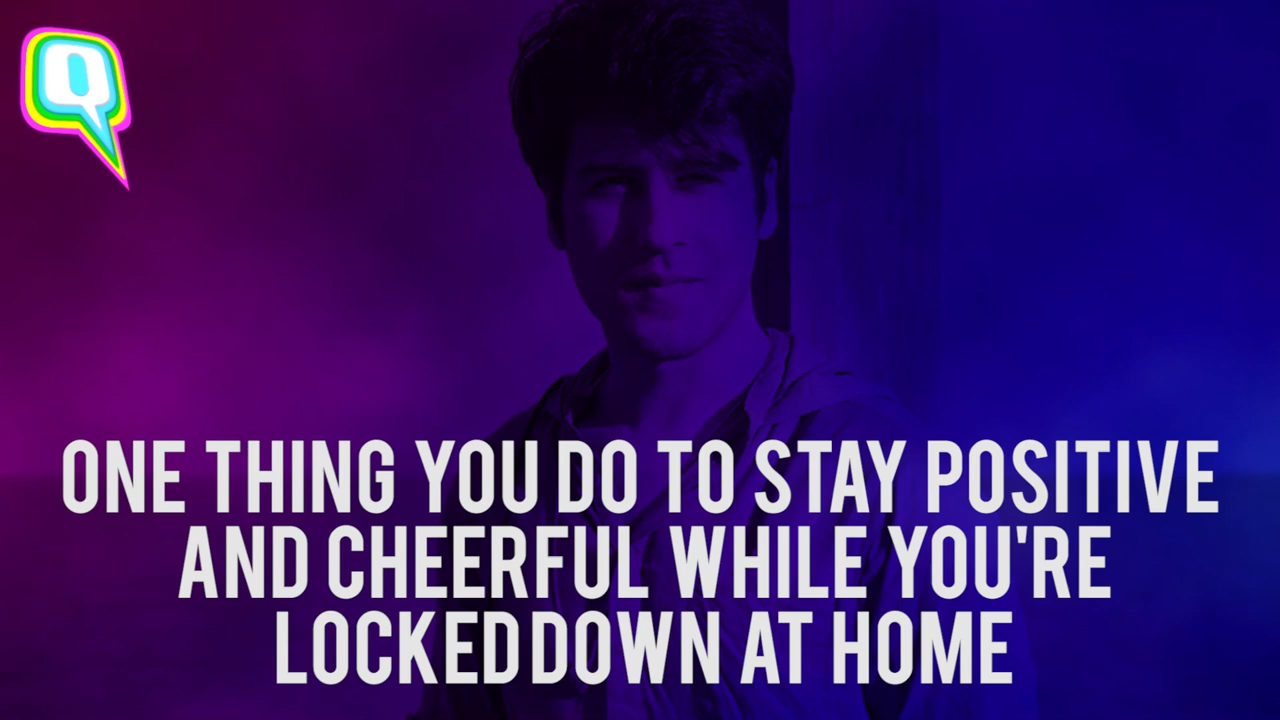 Q
ONE THING YOU DO TO STAY POSITIVE
AND CHEERFUL WHILE YOU'RE
LOCKED DOWN AT HOME